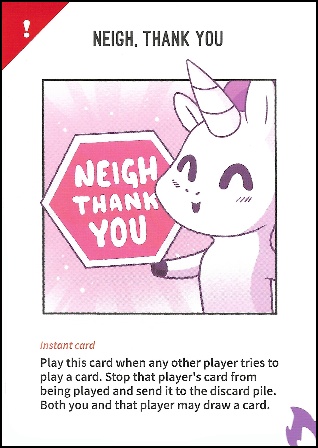 !
NEIGH, THANK YOU
NEIGH
THANK
YOU
Instant card
Play this card when any other player tries to
play a card. Stop that player's card from
being played and send it to the discard pile.
Both you and that player may draw a card.